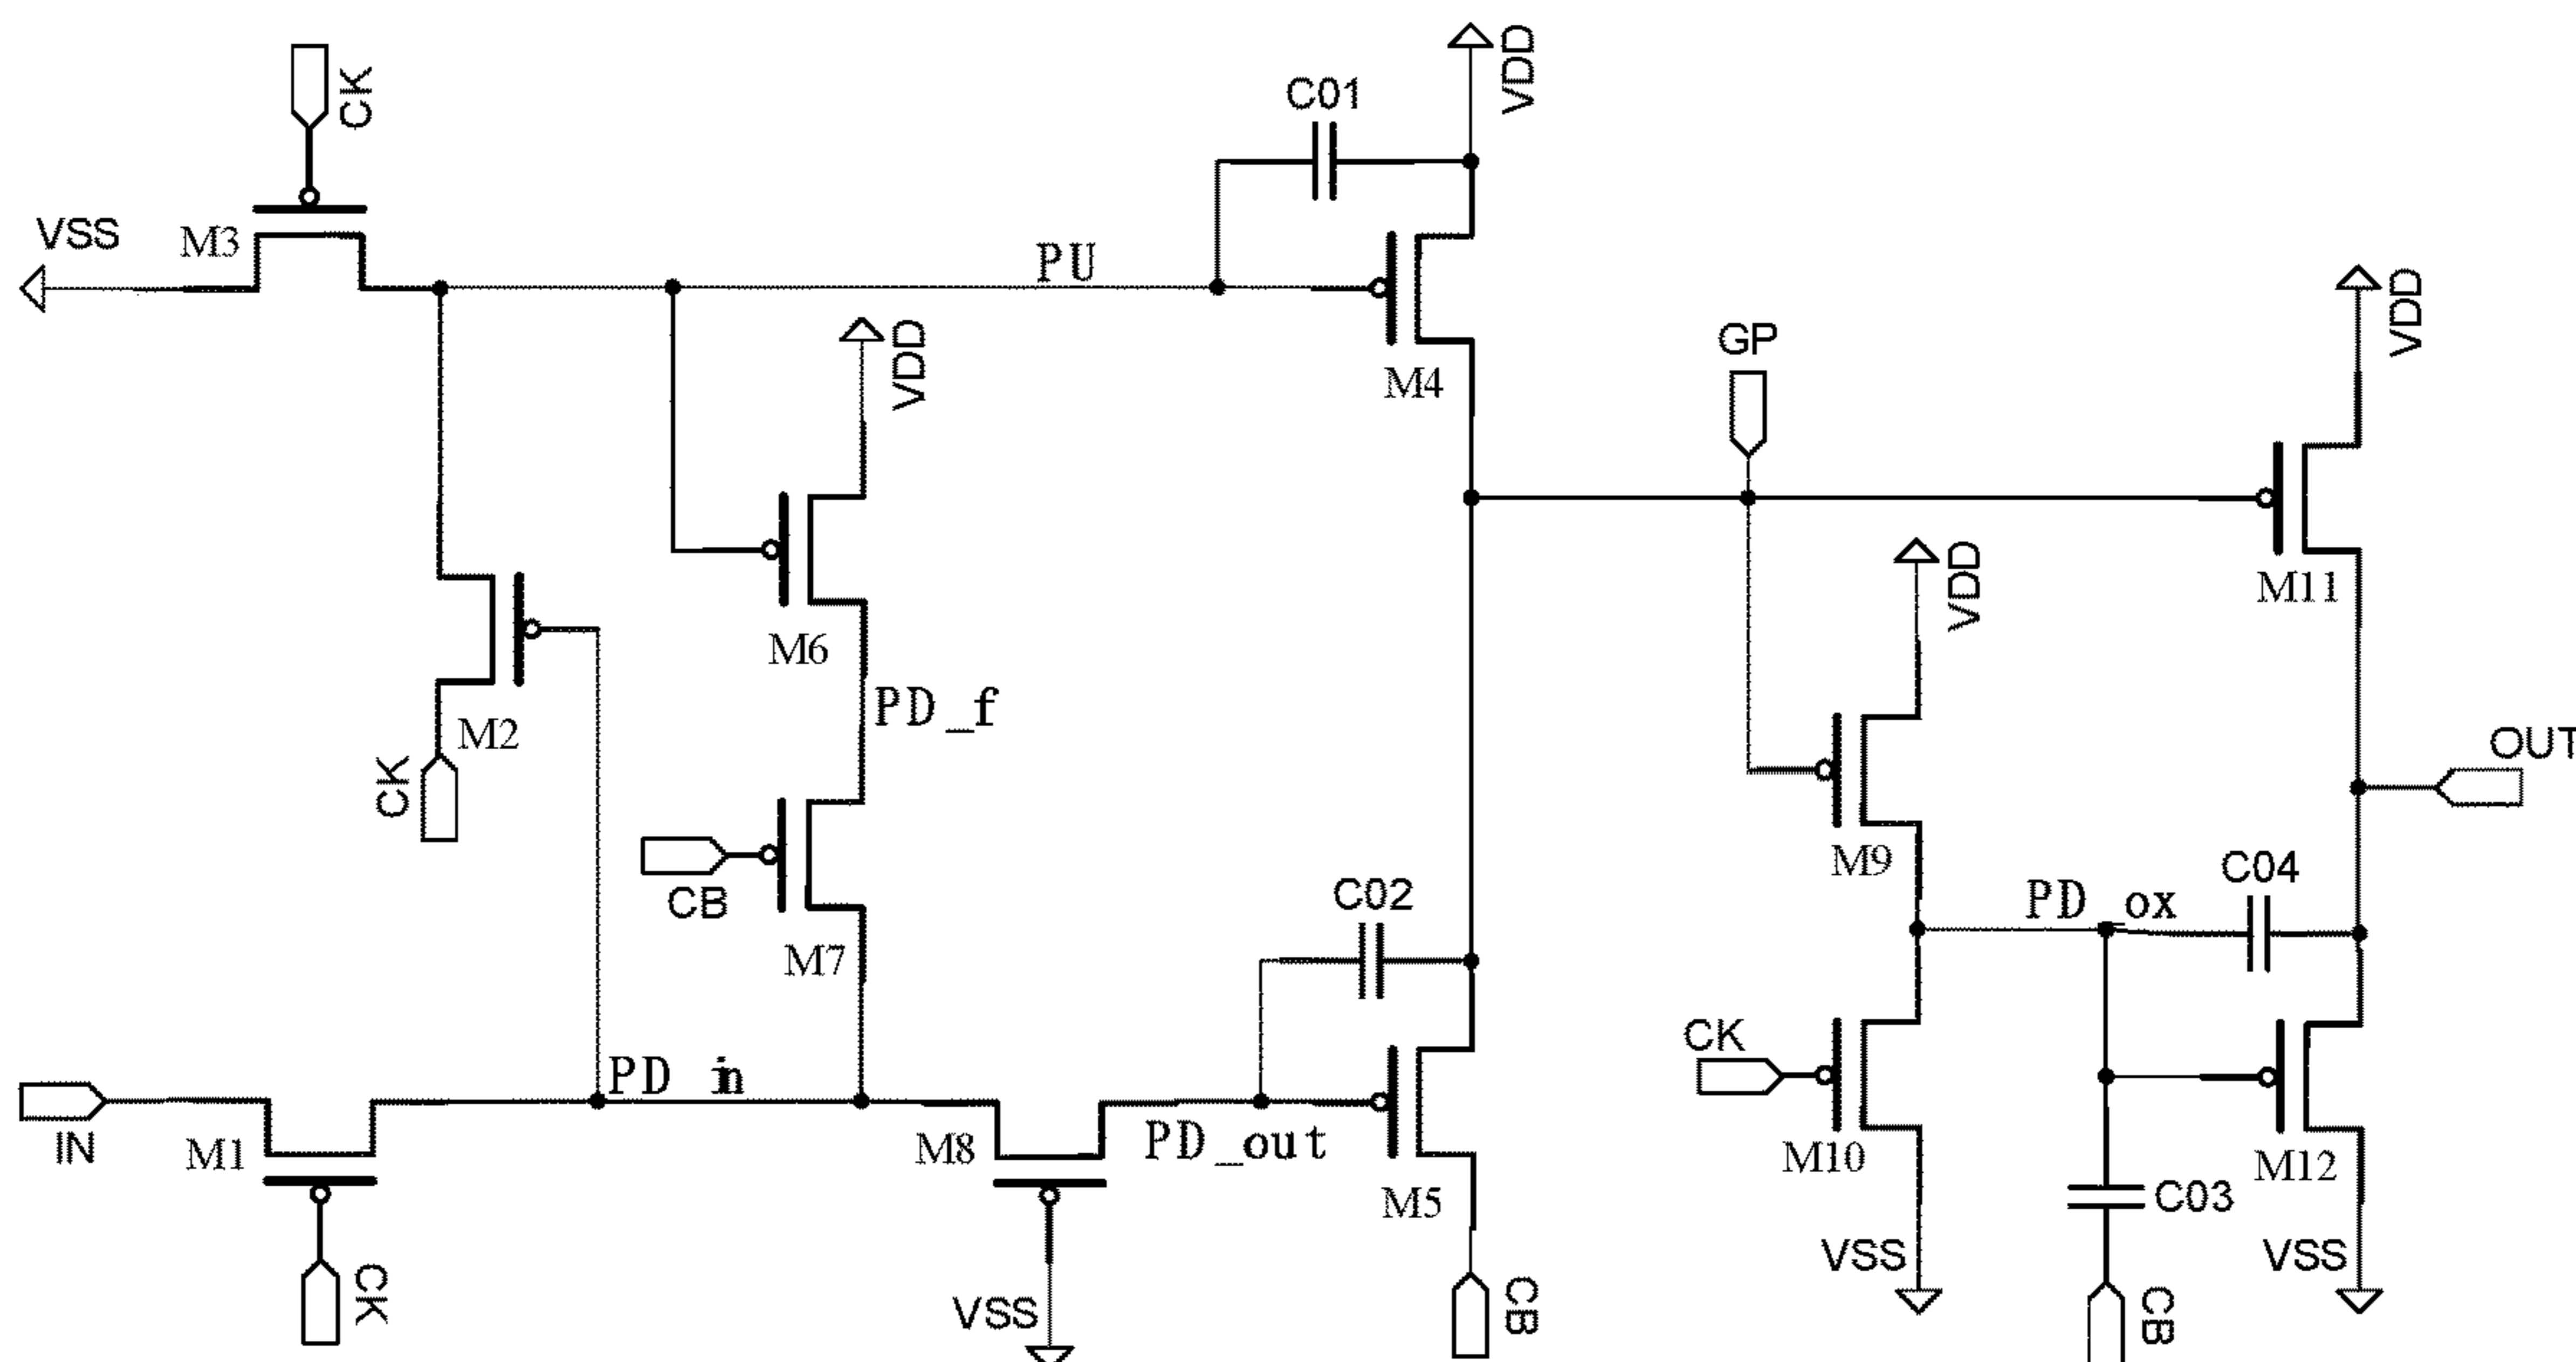 CK
VDD
C01
VSS
M3
PU
VDD
VDD
GP
M4
M11
VDD
M6
PD_f
M2
CK
OUT
M9
C04
C02
PD_ox
CB
M7
CK
PD_in
IN
M1
M8
PD_out
M10
M12
M5
C03
VSS
VSS
CK
VSS
CB
CB